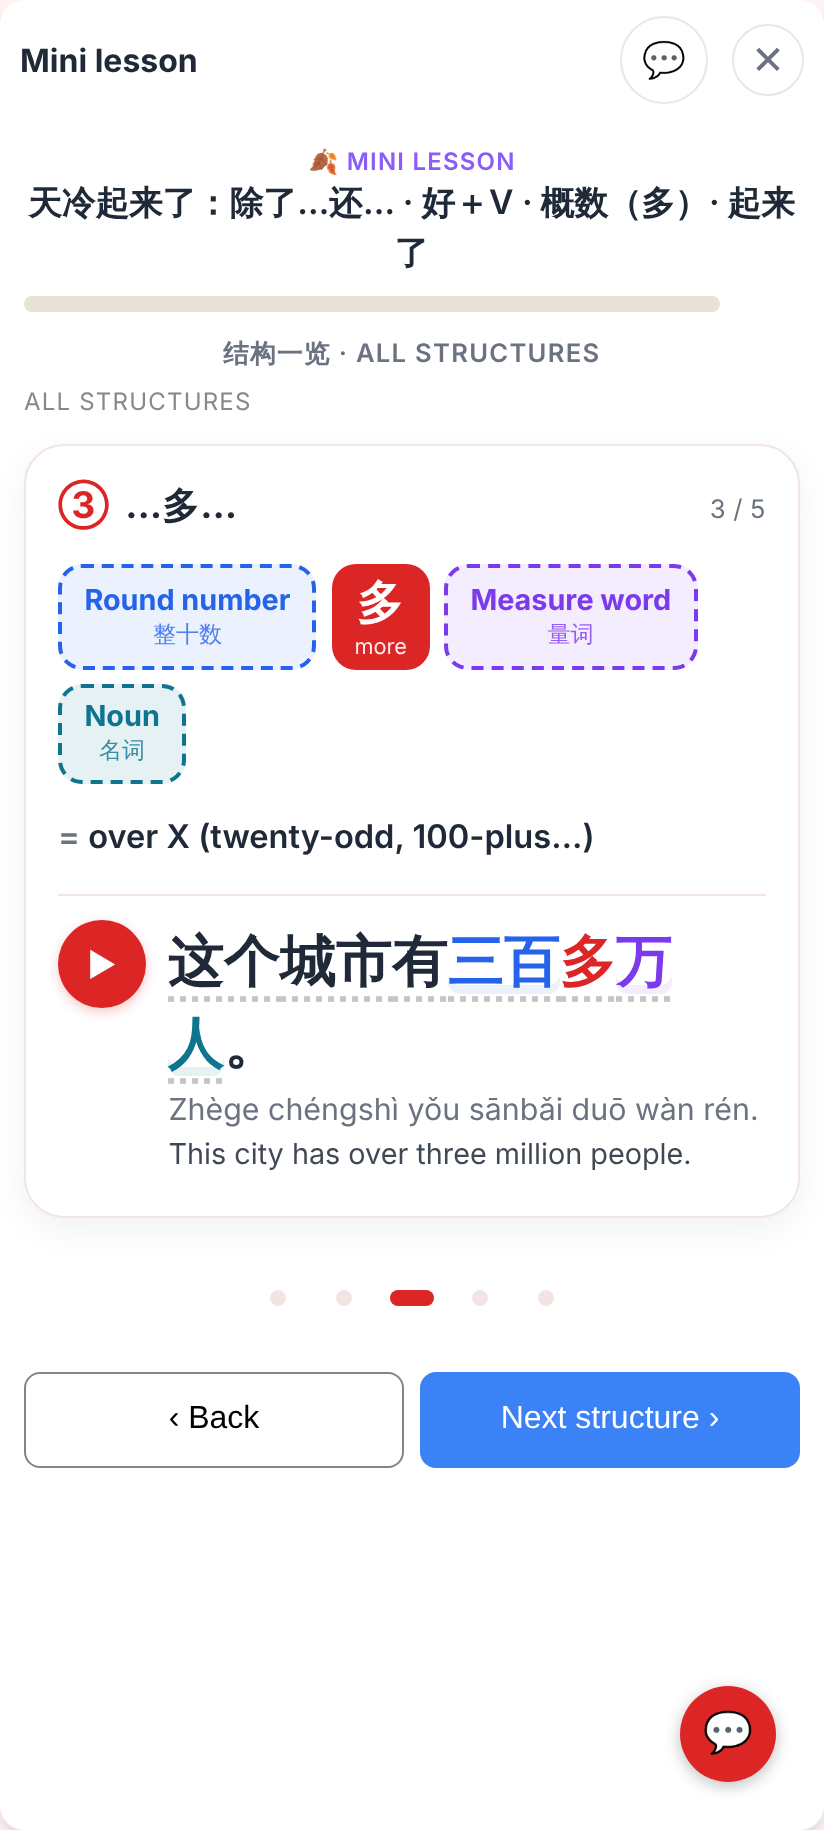 Mini lesson
🍂 MINI LESSON
天冷起来了：除了…还… · 好＋V · 概数（多）· 起来
了
结构一览 · ALL STRUCTURES
ALL STRUCTURES
③ …多…
3 / 5
Round number
整十数
多
more
Measure word
量词
Noun
名词
= over X (twenty-odd, 100-plus…)
这个城市有三百多万
人。
Zhège chéngshì yǒu sānbǎi duō wàn rén.
This city has over three million people.
‹ Back
Next structure ›